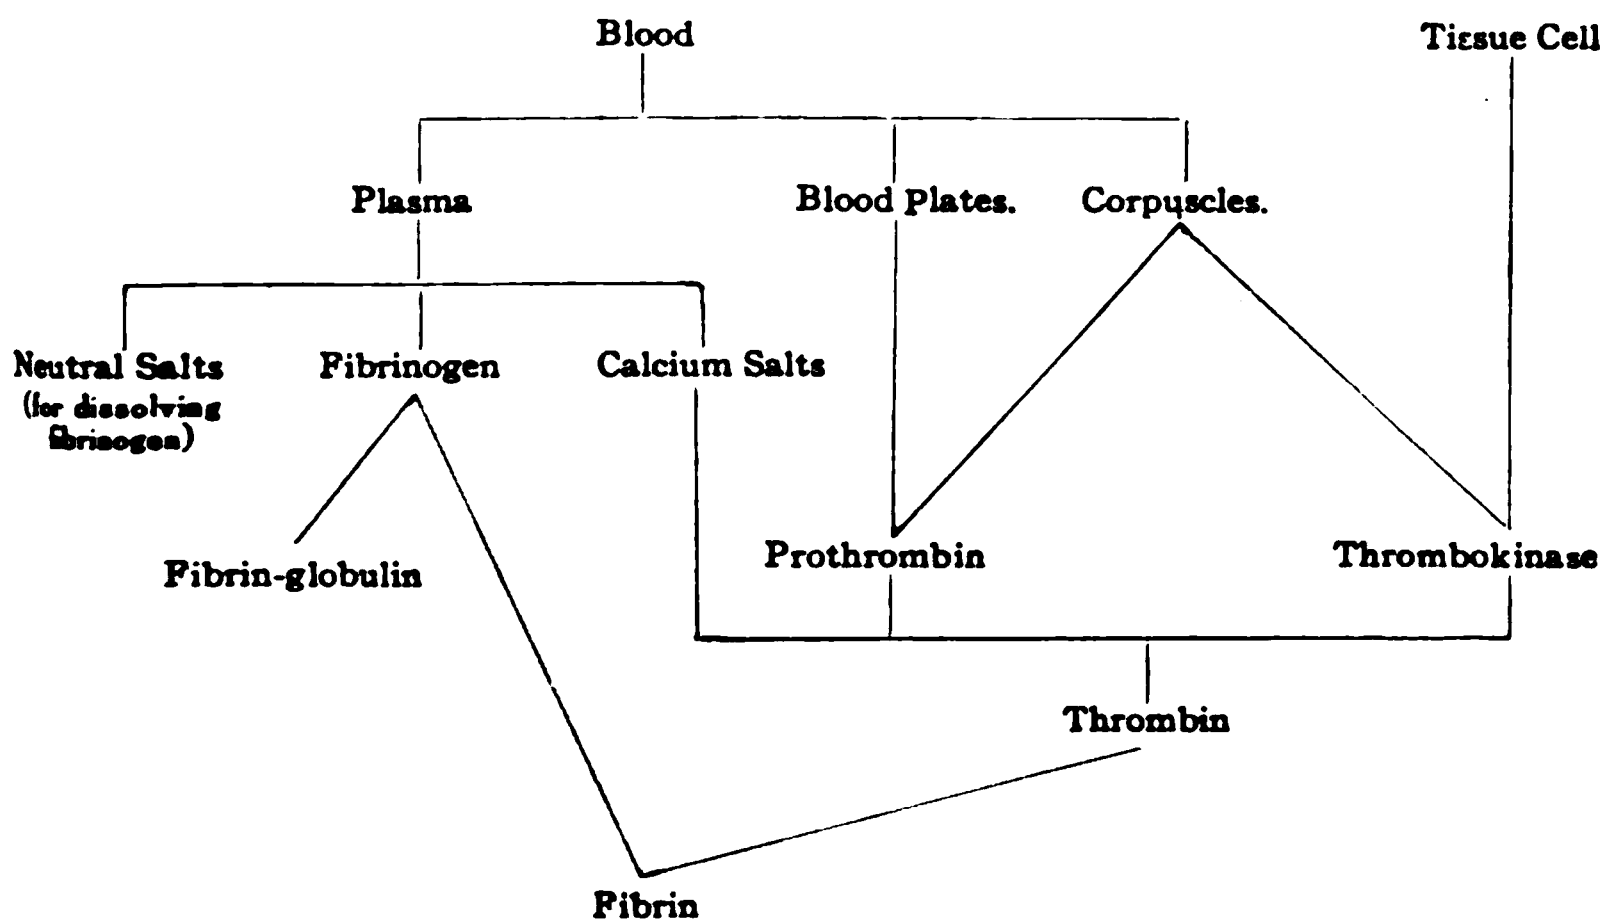 Blood
Tissue Cell
Plasma
Blood Plates.
Corpuscles.
Neutral Salts
(for dissolving
fibrinogen)
Fibrinogen
Calcium Salts
Fibrin-globulin
Prothrombin
Thrombokinase
Thrombin
Fibrin